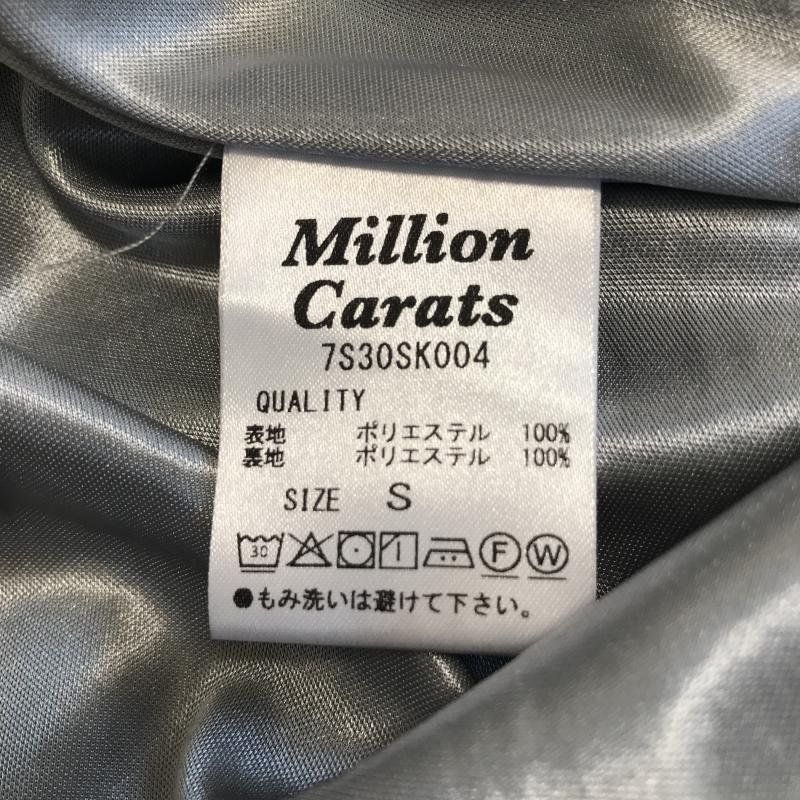 Million
Carats
7S30SK004
QUALITY
表地 ポリエステル 100%
裏地 ポリエステル 100%
SIZE S
30 F W
●もみ洗いは避けて下さい。